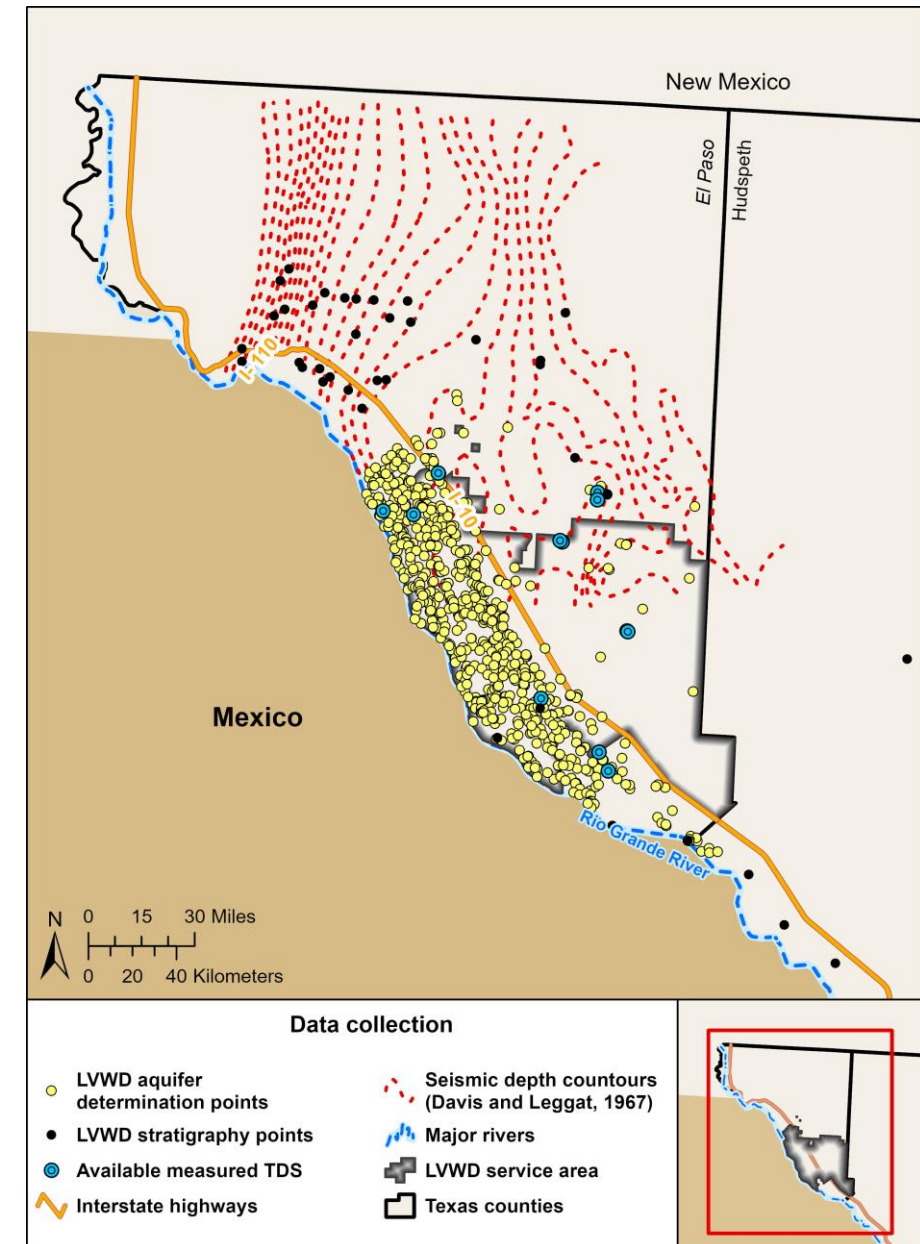 New Mexico
El Paso
Hudspeth
I-110
I-10
Mexico
Rio Grande River
N
0 15 30 Miles
0 20 40 Kilometers
Data collection
LVWD aquifer
determination points
LVWD stratigraphy points
Available measured TDS
Interstate highways
Seismic depth countours
(Davis and Leggat, 1967)
Major rivers
LVWD service area
Texas counties